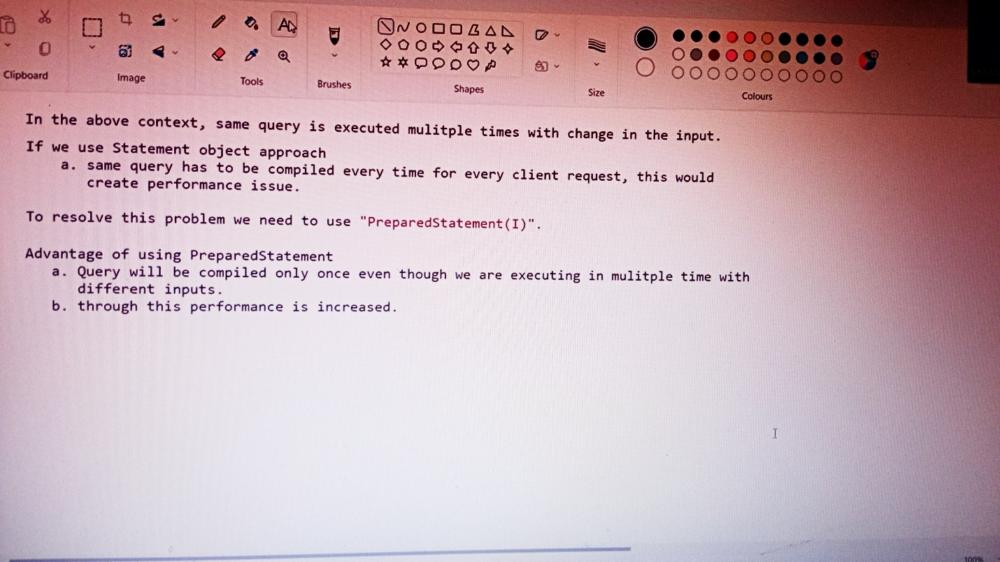 Clipboard
Image
Tools
Brushes
Shapes
Size
Colours
In the above context, same query is executed mulitple times with change in the input.
If we use Statement object approach
a. same query has to be compiled every time for every client request, this would
create performance issue.
To resolve this problem we need to use "PreparedStatement(I)".
Advantage of using PreparedStatement
a. Query will be compiled only once even though we are executing in mulitple time with
different inputs.
b. through this performance is increased.
100%